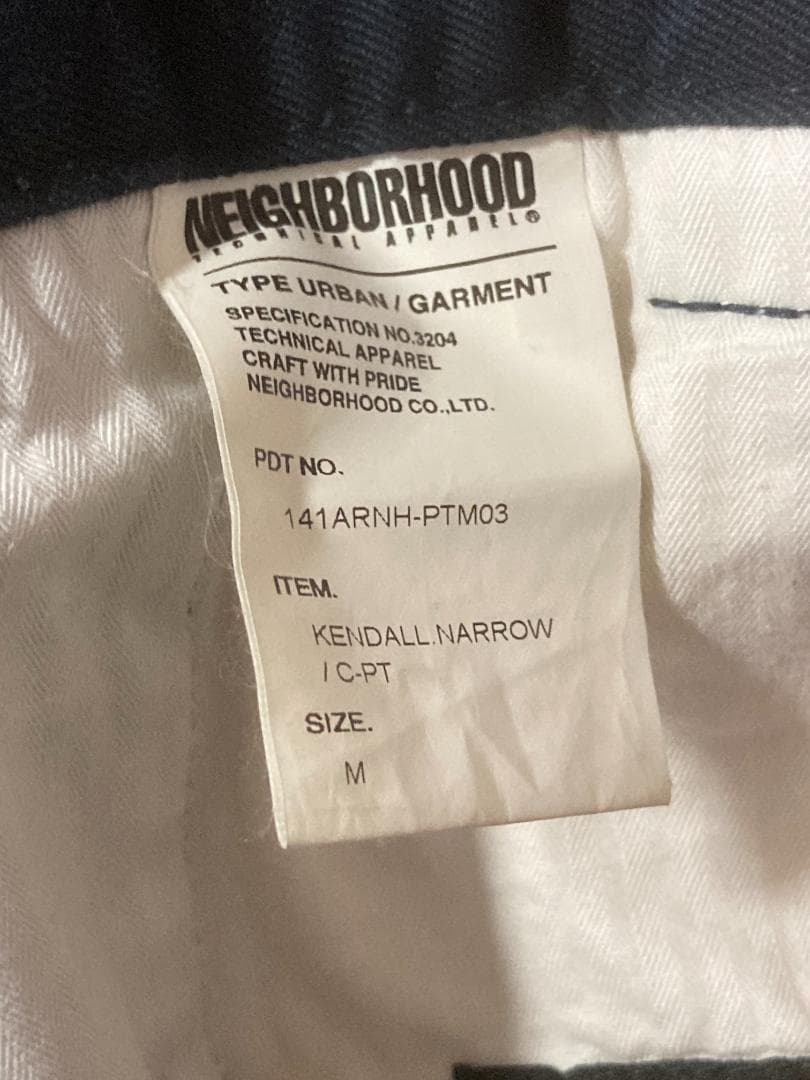 NEIGHBORHOOD
TECHNICAL APPAREL®
TYPE URBAN / GARMENT
SPECIFICATION NO.3204
TECHNICAL APPAREL
CRAFT WITH PRIDE
NEIGHBORHOOD CO.,LTD.
PDT NO.
141ARNH-PTM03
ITEM.
KENDALL.NARROW
/ C-PT
SIZE.
M